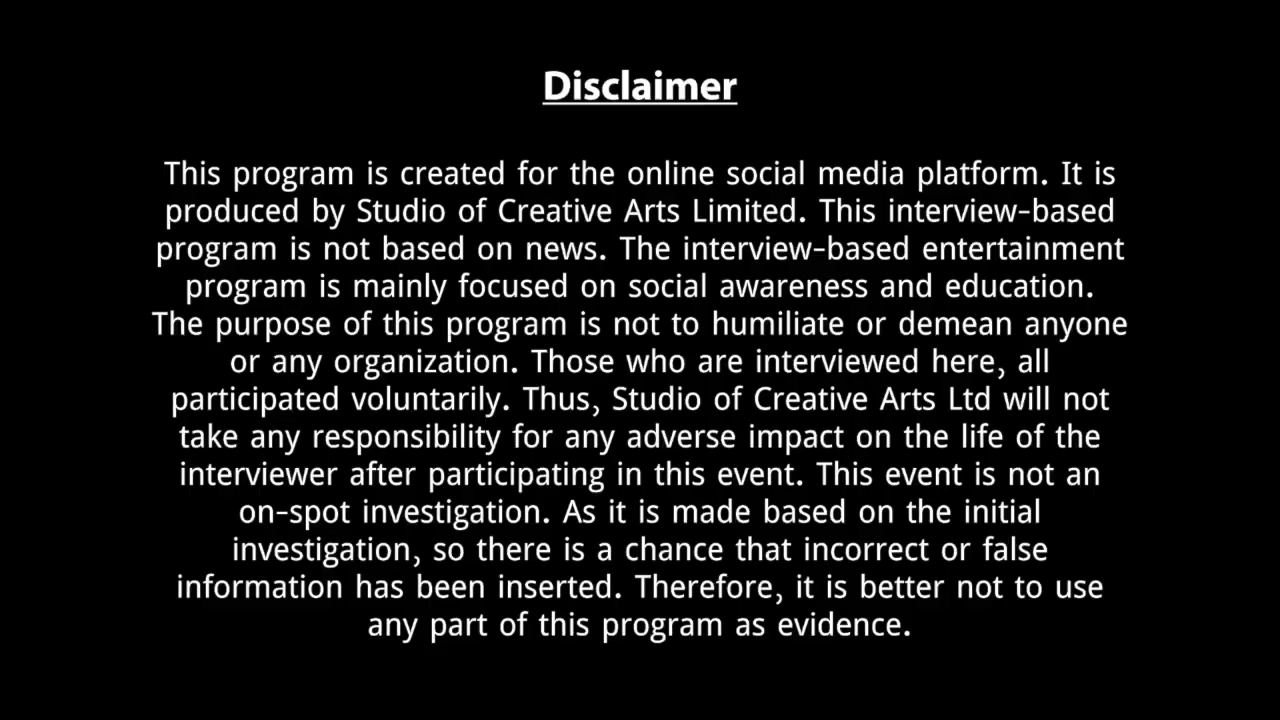 Disclaimer
This program is created for the online social media platform. It is
produced by Studio of Creative Arts Limited. This interview-based
program is not based on news. The interview-based entertainment
program is mainly focused on social awareness and education.
The purpose of this program is not to humiliate or demean anyone
or any organization. Those who are interviewed here, all
participated voluntarily. Thus, Studio of Creative Arts Ltd will not
take any responsibility for any adverse impact on the life of the
interviewer after participating in this event. This event is not an
on-spot investigation. As it is made based on the initial
investigation, so there is a chance that incorrect or false
information has been inserted. Therefore, it is better not to use
any part of this program as evidence.